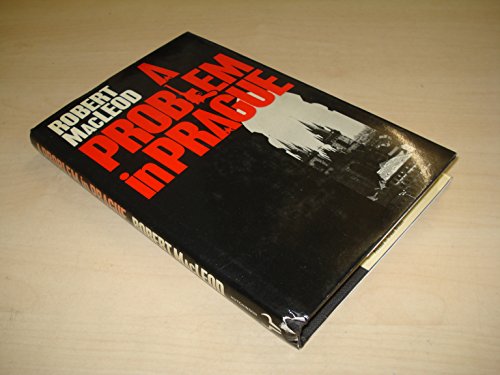 ROBERT
MACLEOD
A
PROBLEM
in PRAGUE
A PROBLEM in PRAGUE ROBERT MACLEOD